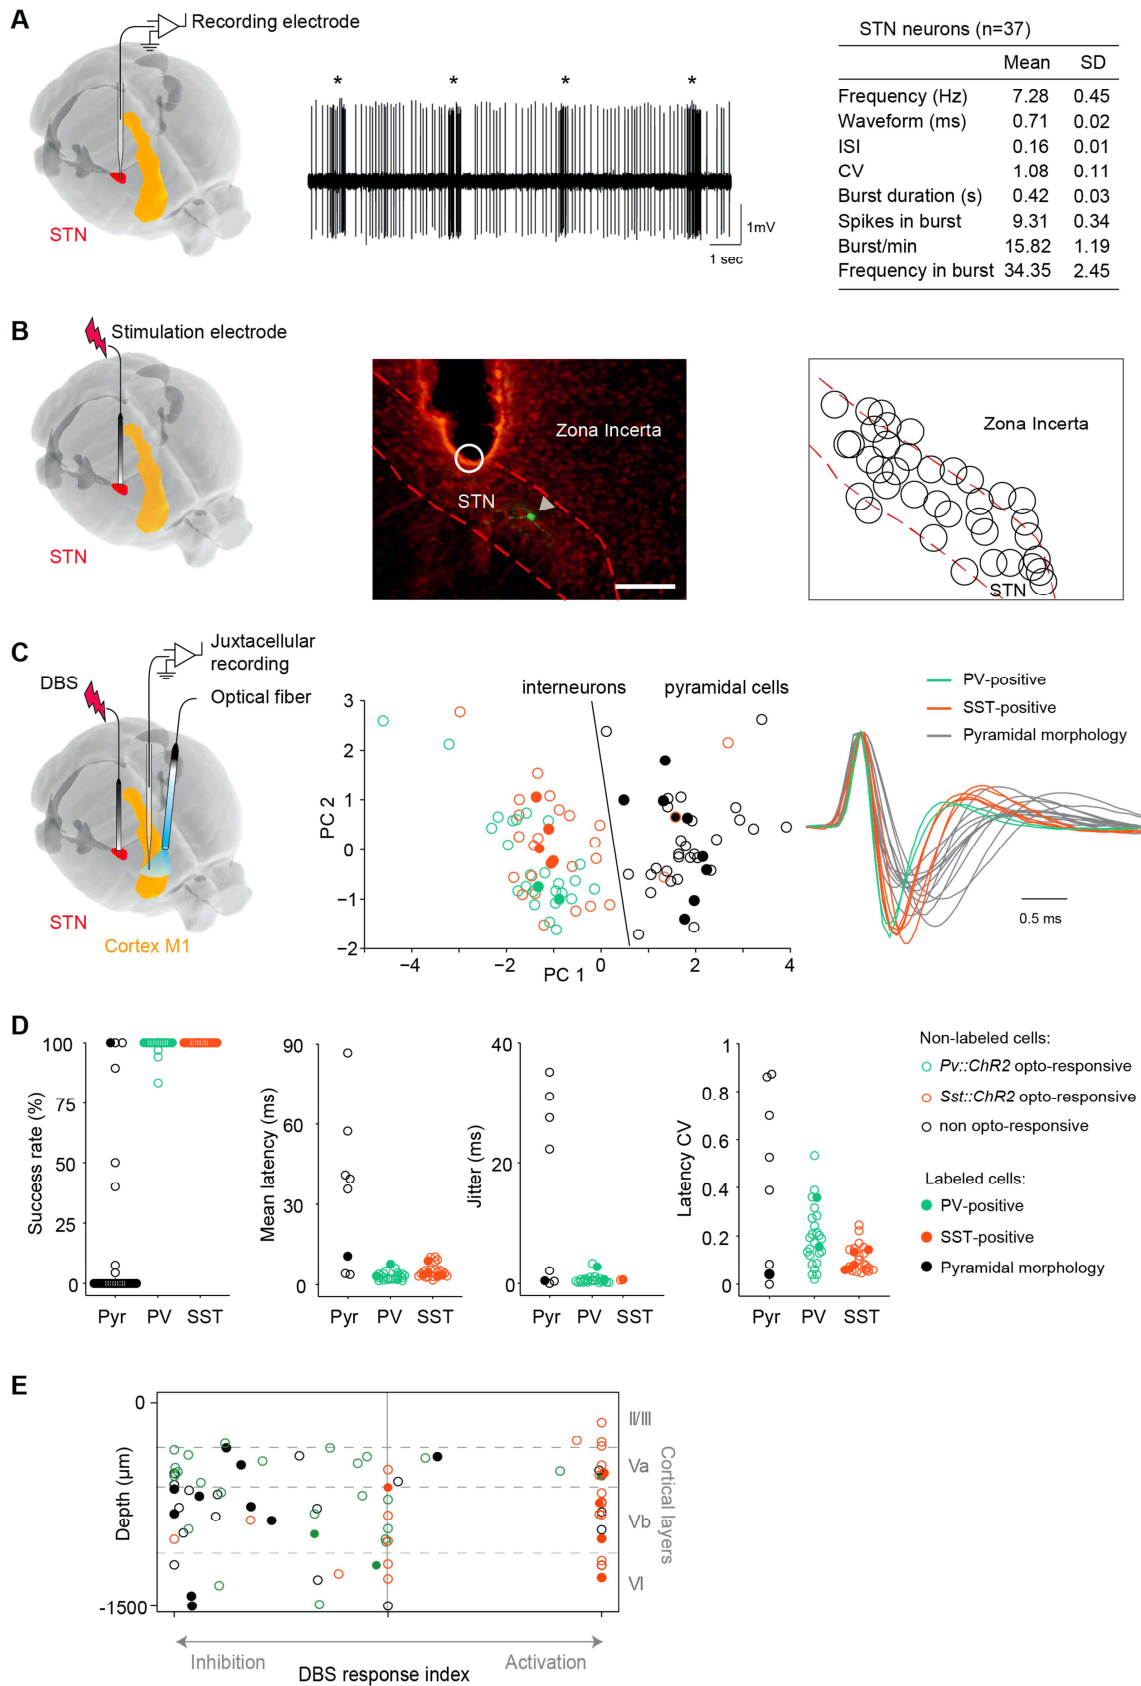 A
Recording electrode
STN
* * * *
1mV
1 sec
STN neurons (n=37)
Mean SD
Frequency (Hz) 7.28 0.45
Waveform (ms) 0.71 0.02
ISI 0.16 0.01
CV 1.08 0.11
Burst duration (s) 0.42 0.03
Spikes in burst 9.31 0.34
Burst/min 15.82 1.19
Frequency in burst 34.35 2.45
B
Stimulation electrode
STN
Zona Incerta
STN
Zona Incerta
STN
C
Juxtacellular
recording
DBS
Optical fiber
STN
Cortex M1
interneurons pyramidal cells
3
2
1
0
−1
−2
PC 2
−4 −2 0 2 4
PC 1
PV-positive
SST-positive
Pyramidal morphology
0.5 ms
D
100
75
50
25
0
Success rate (%)
Pyr PV SST
90
60
30
0
Mean latency (ms)
Pyr PV SST
40
20
0
Jitter (ms)
Pyr PV SST
1
0.8
0.6
0.4
0.2
0
Latency CV
Pyr PV SST
Non-labeled cells:
Pv::ChR2 opto-responsive
Sst::ChR2 opto-responsive
non opto-responsive
Labeled cells:
PV-positive
SST-positive
Pyramidal morphology
E
0
-1500
Depth (µm)
II/III
Va
Vb
VI
Cortical layers
Inhibition
Activation
DBS response index